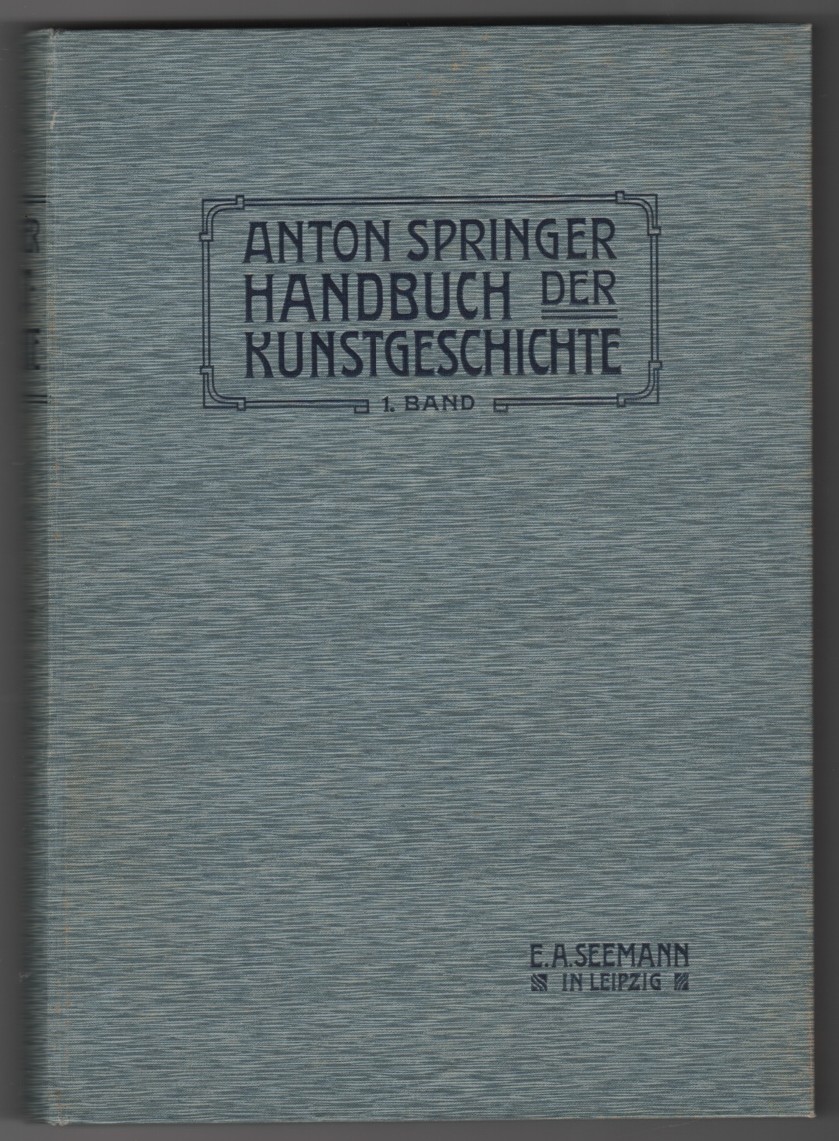 ANTON SPRINGER
HANDBUCH DER
KUNSTGESCHICHTE
1. BAND
E.A.SEEMANN
IN LEIPZIG